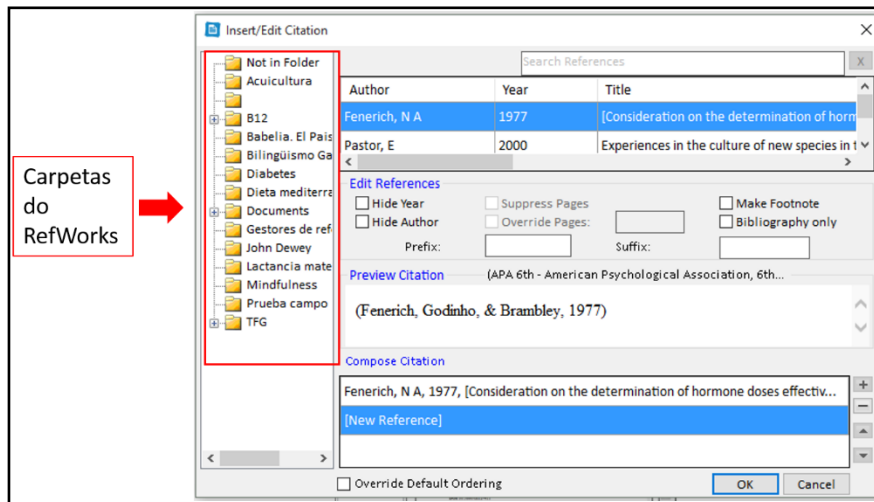 Insert/Edit Citation
Carpetas
do
RefWorks
Not in Folder
Acuicultura
B12
Babelia. El Pais
Bilingüismo Ga
Diabetes
Dieta mediterra
Documents
Gestores de ref
John Dewey
Lactancia mate
Mindfulness
Prueba campo
TFG
Search References
X
Author Year Title
Fenerich, N A 1977 [Consideration on the determination of horm
Pastor, E 2000 Experiences in the culture of new species in t
Edit References
Hide Year Suppress Pages Make Footnote
Hide Author Override Pages: Bibliography only
Prefix: Suffix:
Preview Citation (APA 6th - American Psychological Association, 6th...
(Fenerich, Godinho, & Brambley, 1977)
Compose Citation
Fenerich, N A, 1977, [Consideration on the determination of hormone doses effectiv...
[New Reference]
Override Default Ordering OK Cancel